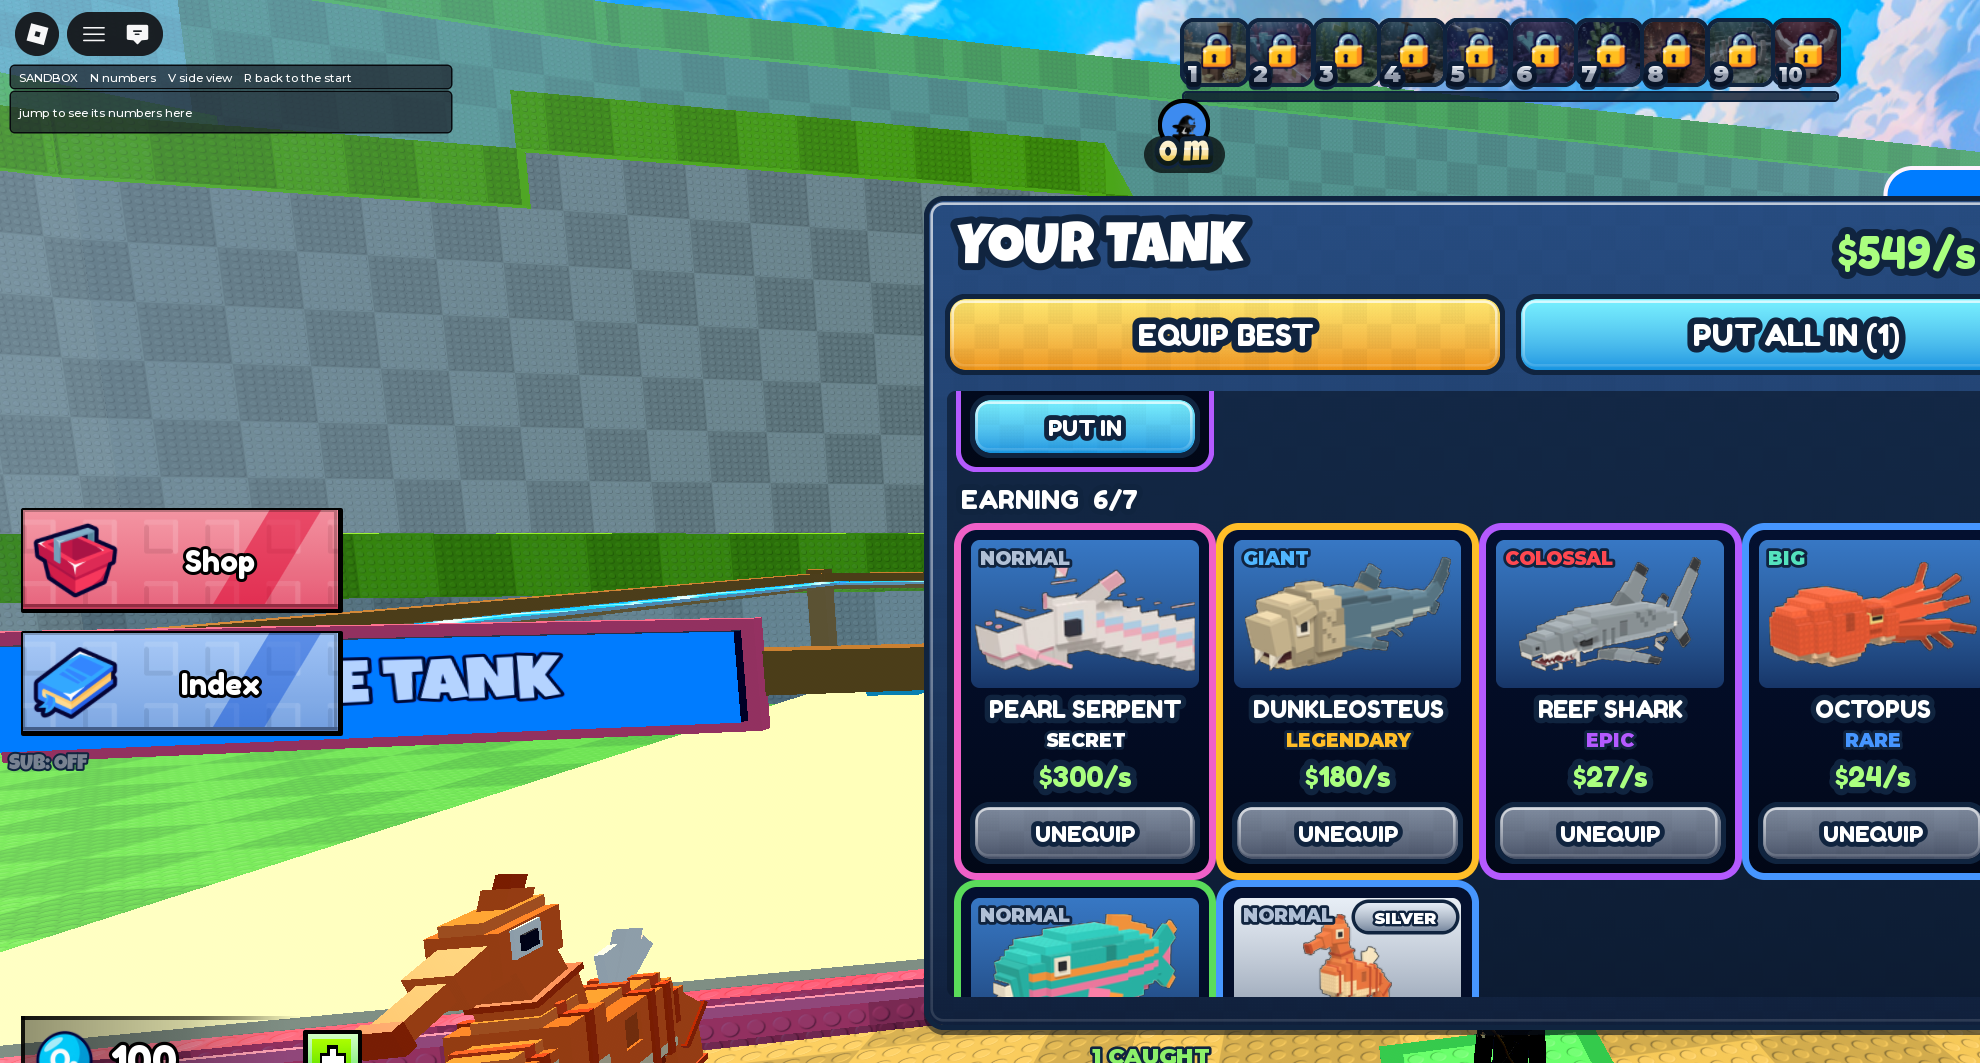 SANDBOX N numbers V side view R back to the start
jump to see its numbers here
1 2 3 4 5 6 7 8 9 10
0 m
YOUR TANK
$549/s
EQUIP BEST
PUT ALL IN (1)
PUT IN
EARNING 6/7
NORMAL
GIANT
COLOSSAL
BIG
PEARL SERPENT
DUNKLEOSTEUS
REEF SHARK
OCTOPUS
SECRET
LEGENDARY
EPIC
RARE
$300/s
$180/s
$27/s
$24/s
UNEQUIP
UNEQUIP
UNEQUIP
UNEQUIP
NORMAL
NORMAL
SILVER
Shop
Index
E TANK
SUB: OFF
100
1 CAUGHT